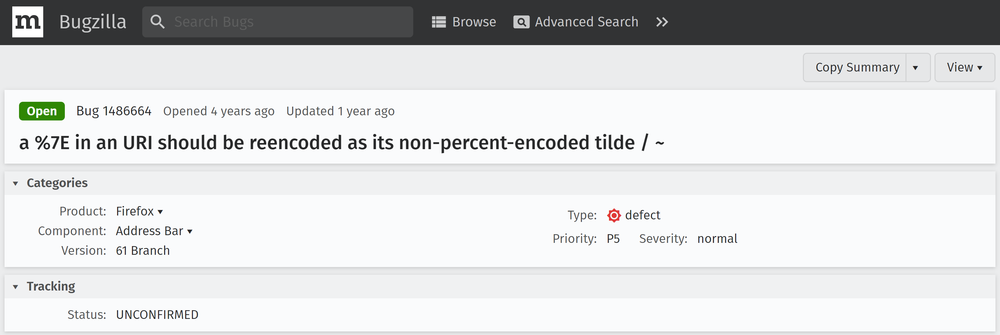 m Bugzilla Search Bugs Browse Advanced Search
Copy Summary View
Open Bug 1486664 Opened 4 years ago Updated 1 year ago
a %7E in an URI should be reencoded as its non-percent-encoded tilde / ~
Categories
Product: Firefox
Component: Address Bar
Version: 61 Branch
Type: defect
Priority: P5 Severity: normal
Tracking
Status: UNCONFIRMED